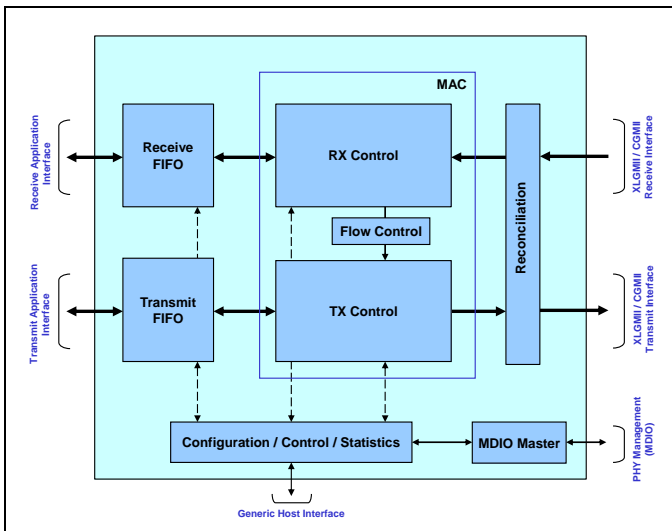 MAC
Receive Application
Interface
Receive
FIFO
RX Control
Reconciliation
XLGMII / CGMII
Receive Interface
Flow Control
Transmit Application
Interface
Transmit
FIFO
TX Control
XLGMII / CGMII
Transmit Interface
Configuration / Control / Statistics
MDIO Master
PHY Management
(MDIO)
Generic Host Interface